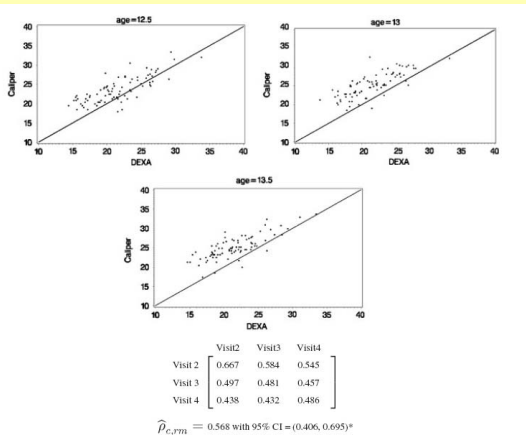 age=12.5
40
35
30
25
20
15
10
Caliper
10 15 20 25 30 35 40
DEXA
age=13
40
35
30
25
20
15
10
Caliper
10 15 20 25 30 35 40
DEXA
age=13.5
40
35
30
25
20
15
10
Caliper
10 15 20 25 30 35 40
DEXA
Visit2 Visit3 Visit4
Visit 2 0.667 0.584 0.545
Visit 3 0.497 0.481 0.457
Visit 4 0.438 0.432 0.486
ρ̂c,rm = 0.568 with 95% CI = (0.406, 0.695)*